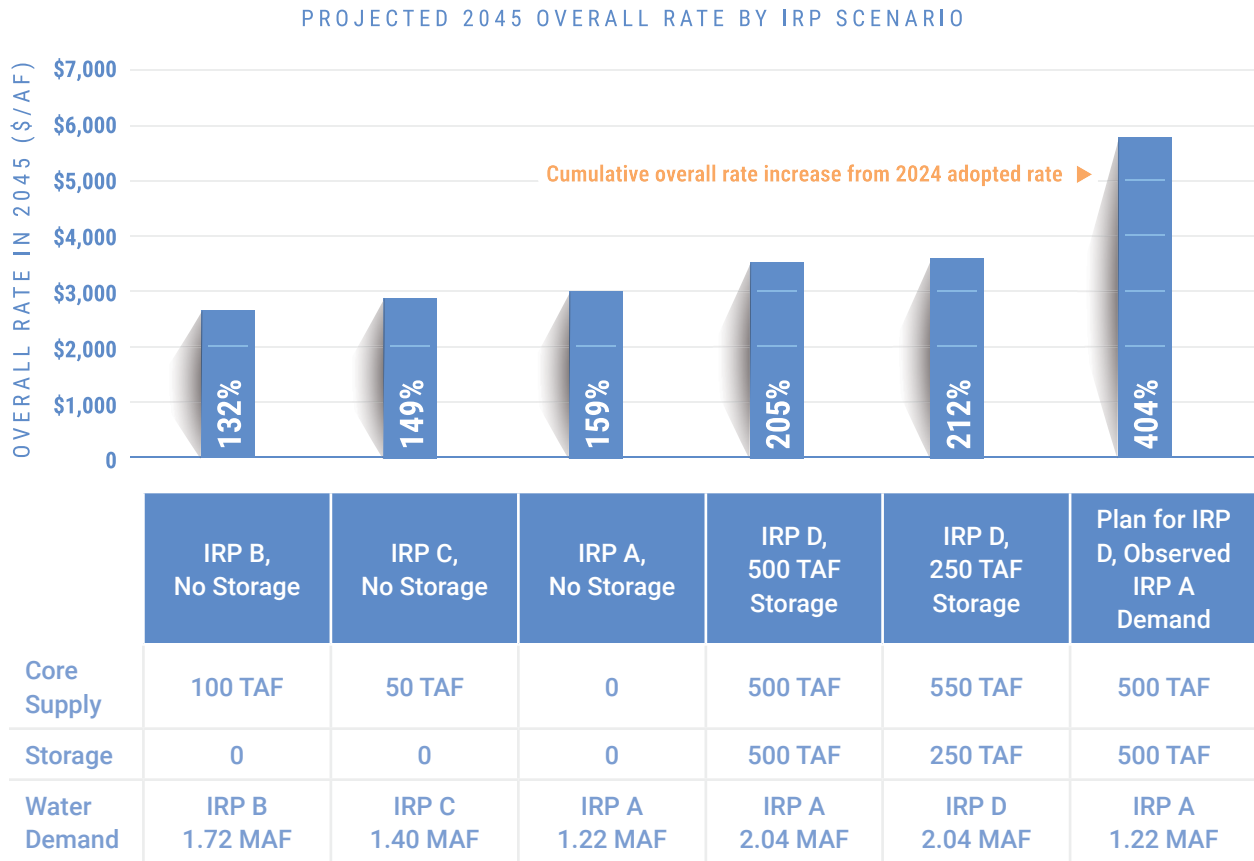 PROJECTED 2045 OVERALL RATE BY IRP SCENARIO
OVERALL RATE IN 2045 ($/AF)
$7,000
$6,000
$5,000
$4,000
$3,000
$2,000
$1,000
0
Cumulative overall rate increase from 2024 adopted rate ▶
132%
149%
159%
205%
212%
404%
IRP B,
No Storage
IRP C,
No Storage
IRP A,
No Storage
IRP D,
500 TAF
Storage
IRP D,
250 TAF
Storage
Plan for IRP
D, Observed
IRP A
Demand
Core
Supply
100 TAF
50 TAF
0
500 TAF
550 TAF
500 TAF
Storage
0
0
0
500 TAF
250 TAF
500 TAF
Water
Demand
IRP B
1.72 MAF
IRP C
1.40 MAF
IRP A
1.22 MAF
IRP A
2.04 MAF
IRP D
2.04 MAF
IRP A
1.22 MAF